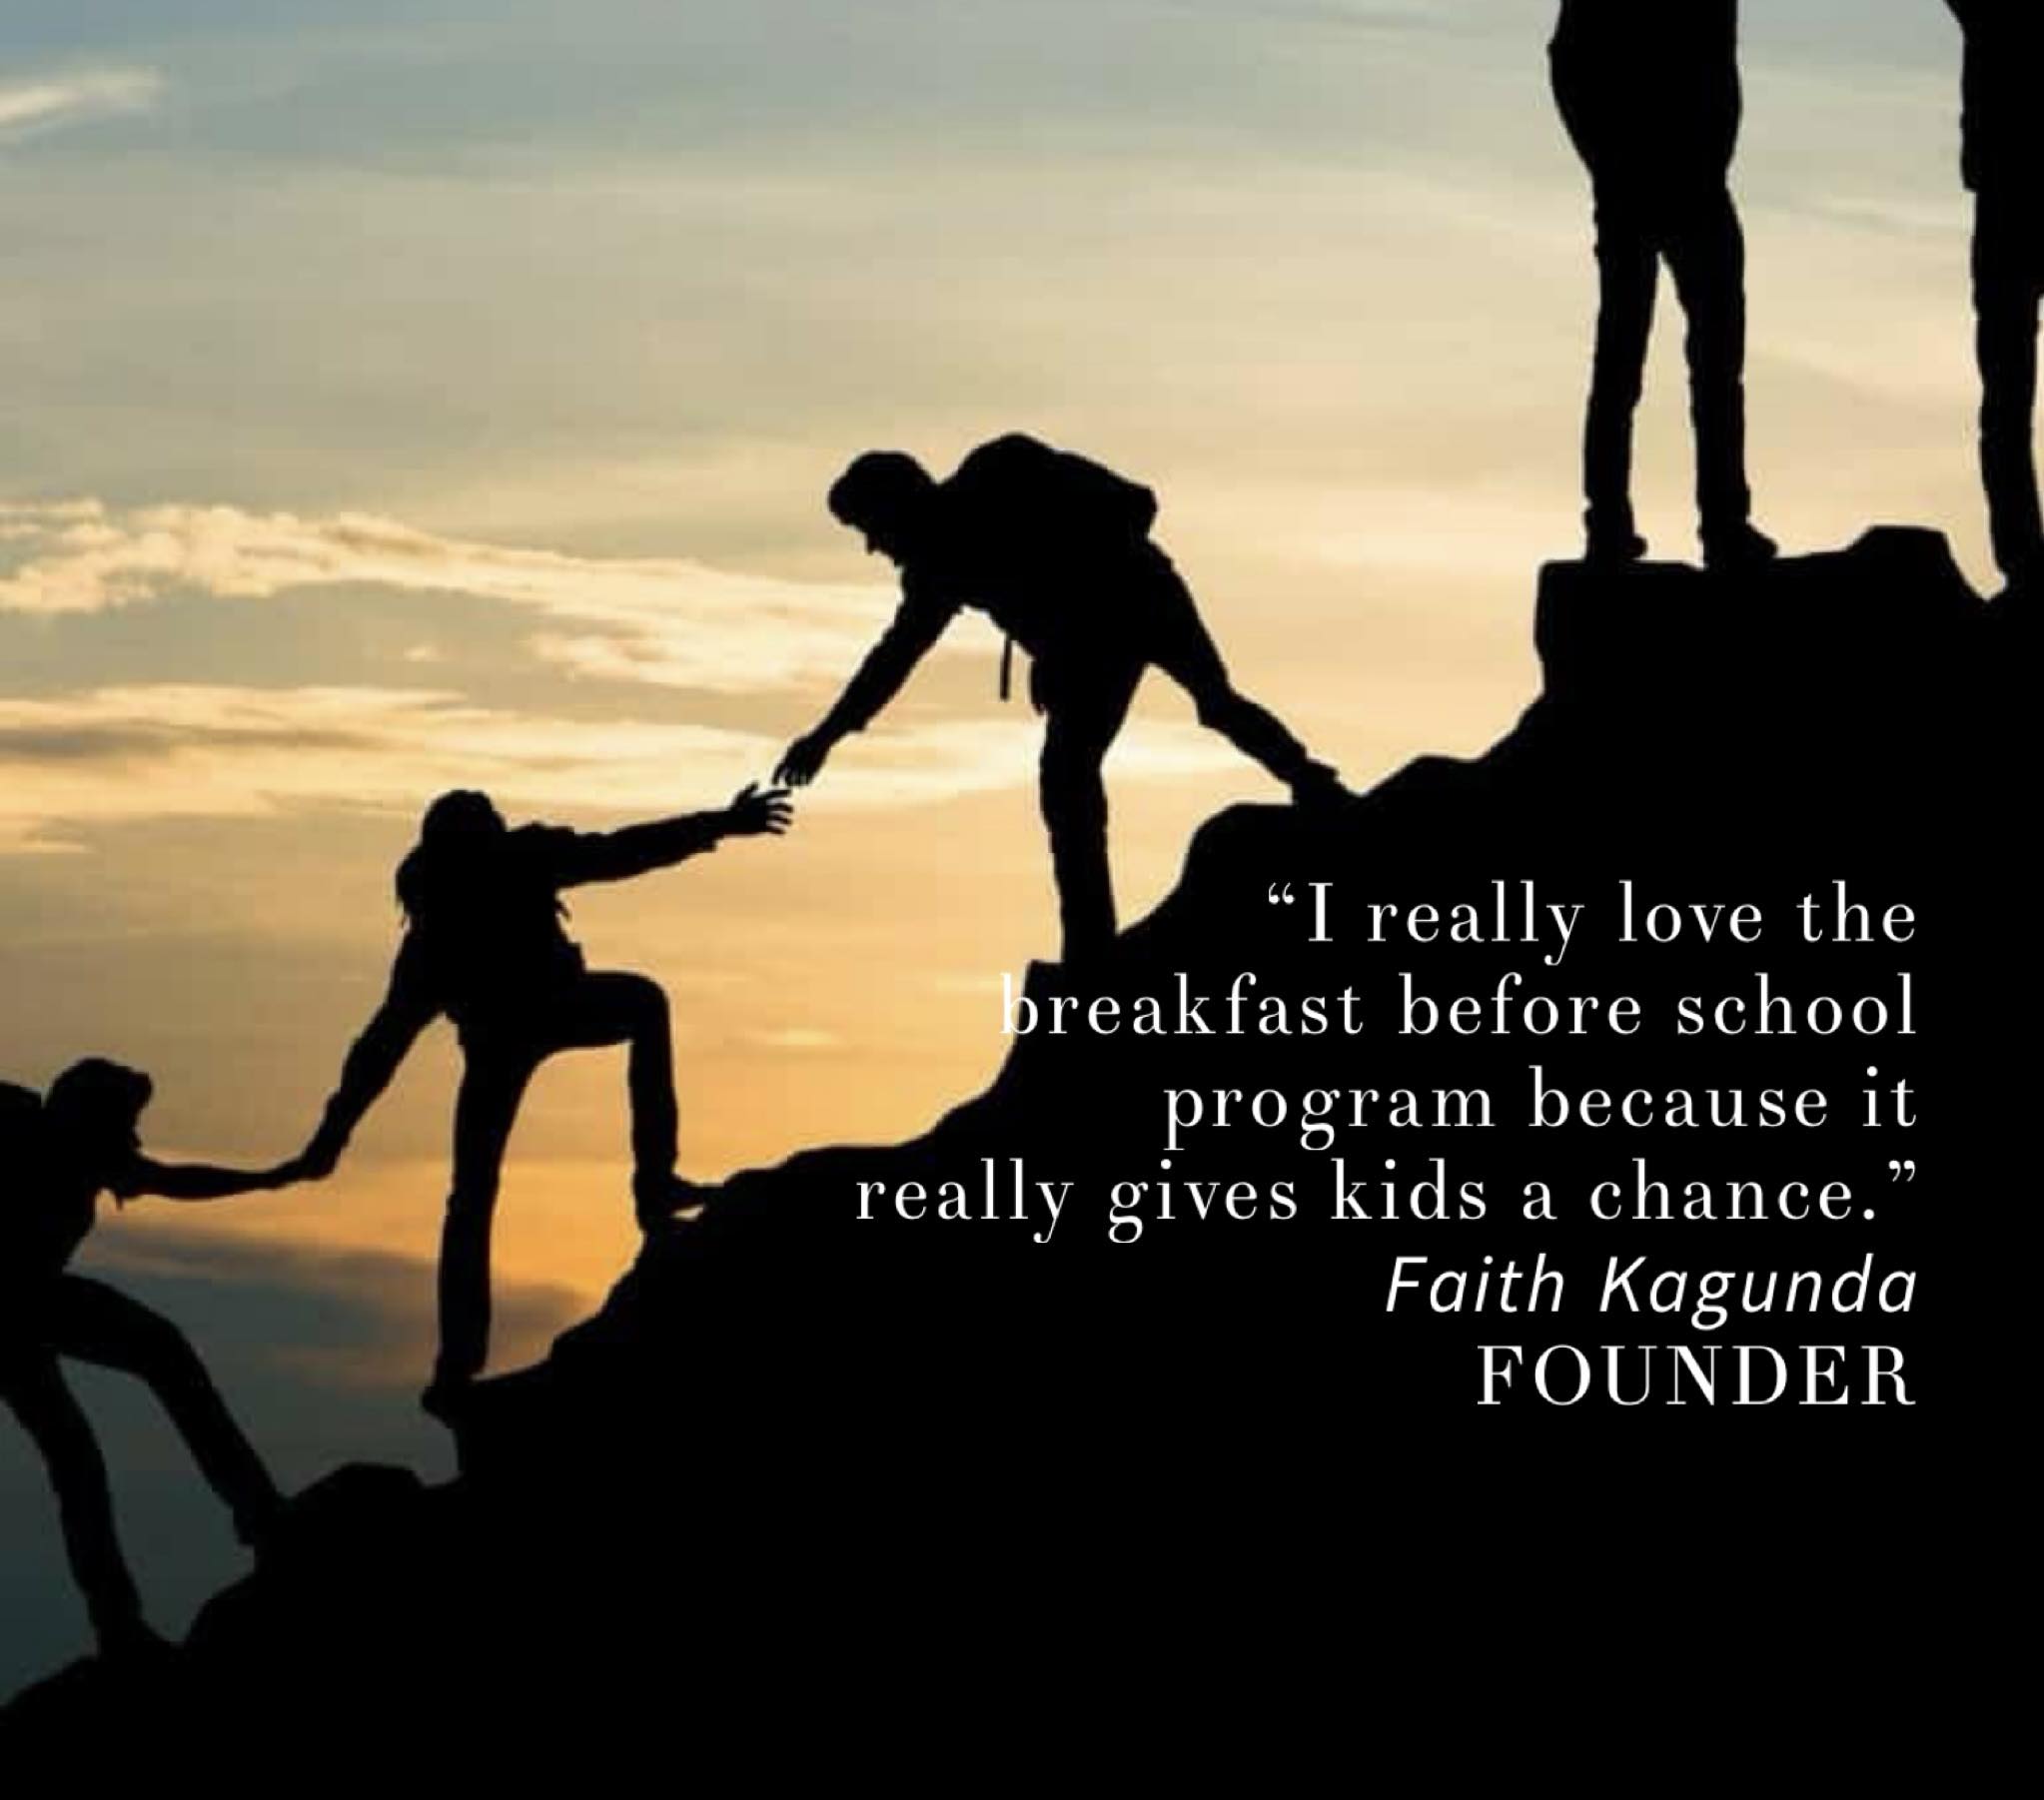 “I really love the
breakfast before school
program because it
really gives kids a chance.”
Faith Kagunda
FOUNDER